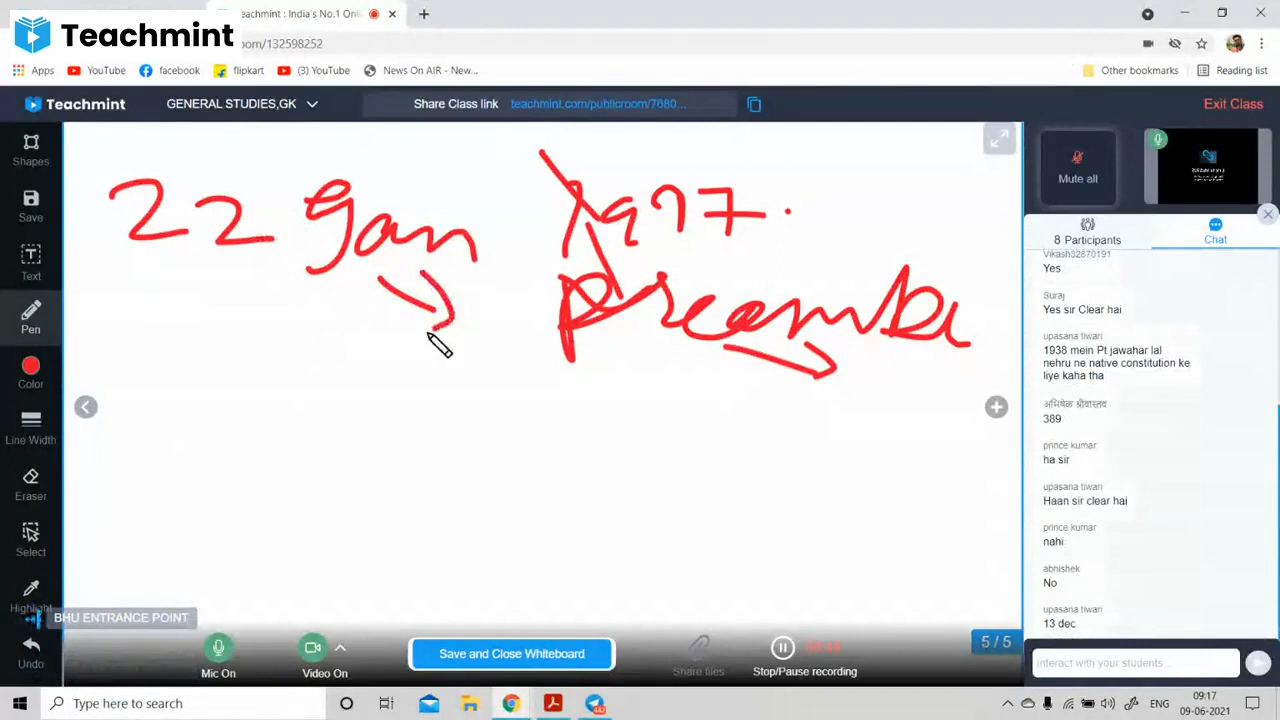 Teachmint
Teachmint : India's No.1 Onli
oom/132598252
Apps
YouTube
facebook
flipkart
(3) YouTube
News On AIR - New...
Other bookmarks
Reading list
Teachmint
GENERAL STUDIES,GK
Share Class link
teachmint.com/publicroom/7680...
Exit Class
Shapes
Save
Text
Pen
Color
Line Width
Eraser
Select
Highlight
Undo
22 Jan 1947.
Preamble
Mute all
8 Participants
Chat
Vikash32870191
Yes
Suraj
Yes sir Clear hai
upasana tiwari
1938 mein Pt jawahar lal
nehru ne native constitution ke
liye kaha tha
अभिषेक श्रीवास्तव
389
prince kumar
ha sir
upasana tiwari
Haan sir clear hai
prince kumar
nahi
abhishek
No
upasana tiwari
13 dec
Interact with your students...
BHU ENTRANCE POINT
Mic On
Video On
Save and Close Whiteboard
Share files
Stop/Pause recording
5/5
Type here to search
442
ENG
09:17
09-06-2021